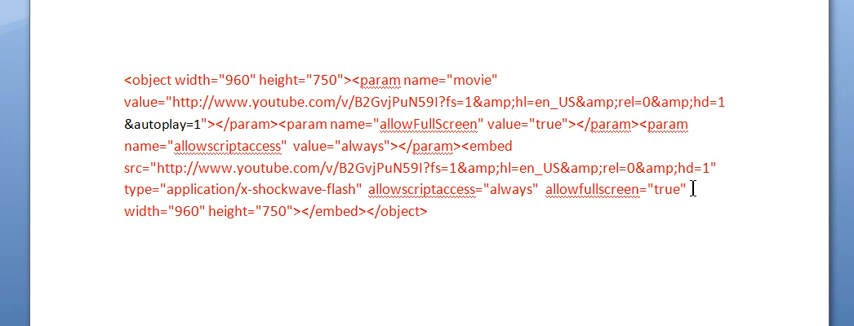 <object width="960" height="750"><param name="movie"
value="http://www.youtube.com/v/B2GvjPuN59I?fs=1&amp;hl=en_US&amp;rel=0&amp;hd=1
&autoplay=1"></param><param name="allowFullScreen" value="true"></param><param
name="allowscriptaccess" value="always"></param><embed
src="http://www.youtube.com/v/B2GvjPuN59I?fs=1&amp;hl=en_US&amp;rel=0&amp;hd=1"
type="application/x-shockwave-flash" allowscriptaccess="always" allowfullscreen="true"
width="960" height="750"></embed></object>